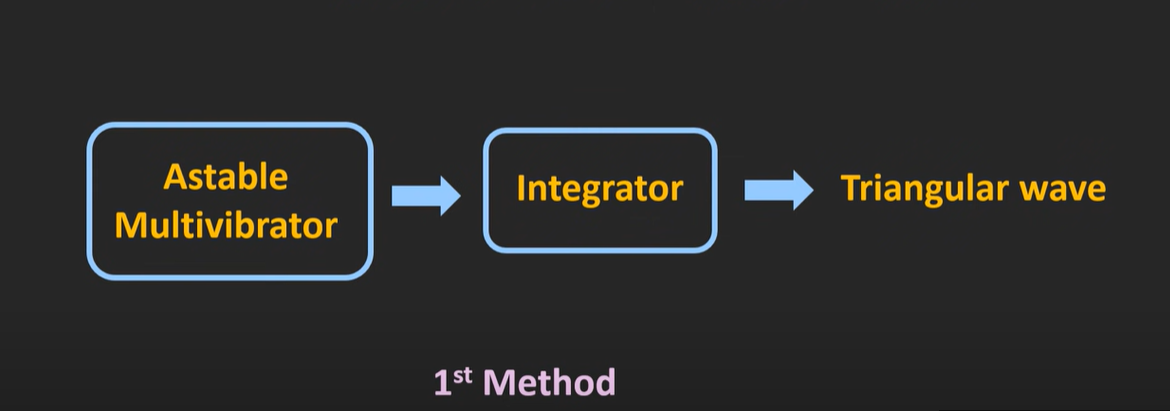 Astable
Multivibrator
Integrator
Triangular wave
1st Method